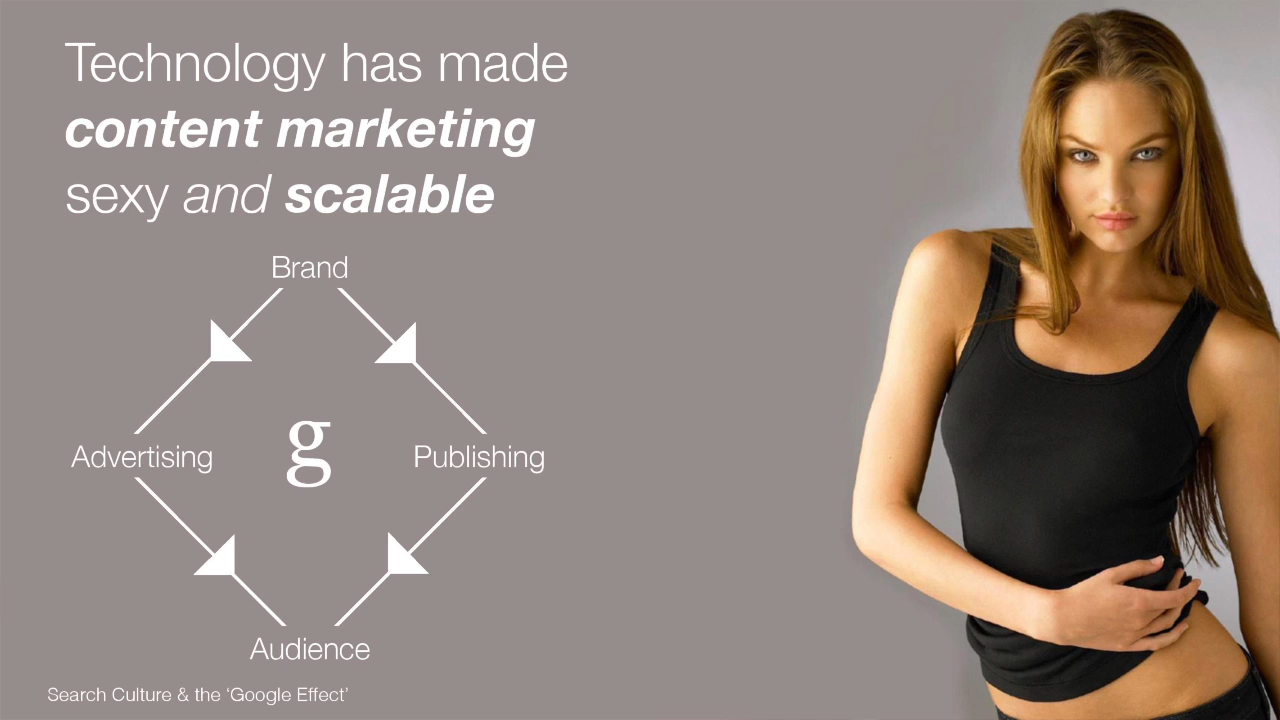 Technology has made
content marketing
sexy and scalable
Brand
Advertising
g
Publishing
Audience
Search Culture & the ‘Google Effect’